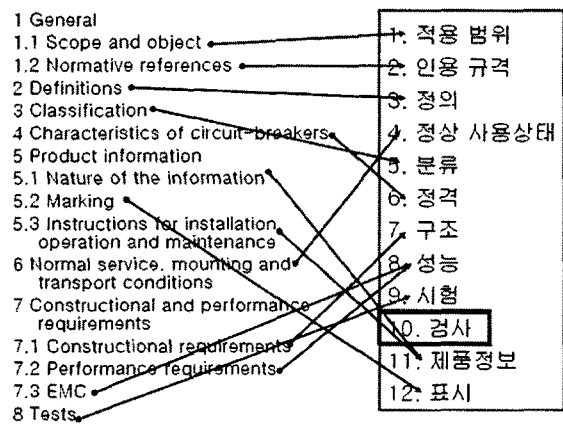 1 General
1.1 Scope and object
1.2 Normative references
2 Definitions
3 Classification
4 Characteristics of circuit-breakers
5 Product information
5.1 Nature of the information
5.2 Marking
5.3 Instructions for installation,
operation and maintenance
6 Normal service, mounting and
transport conditions
7 Constructional and performance
requirements
7.1 Constructional requirements
7.2 Performance requirements
7.3 EMC
8 Tests
1. 적용 범위
2. 인용 규격
3. 정의
4. 정상 사용상태
5. 분류
6. 정격
7. 구조
8. 성능
9. 시험
10. 검사
11. 제품정보
12. 표시